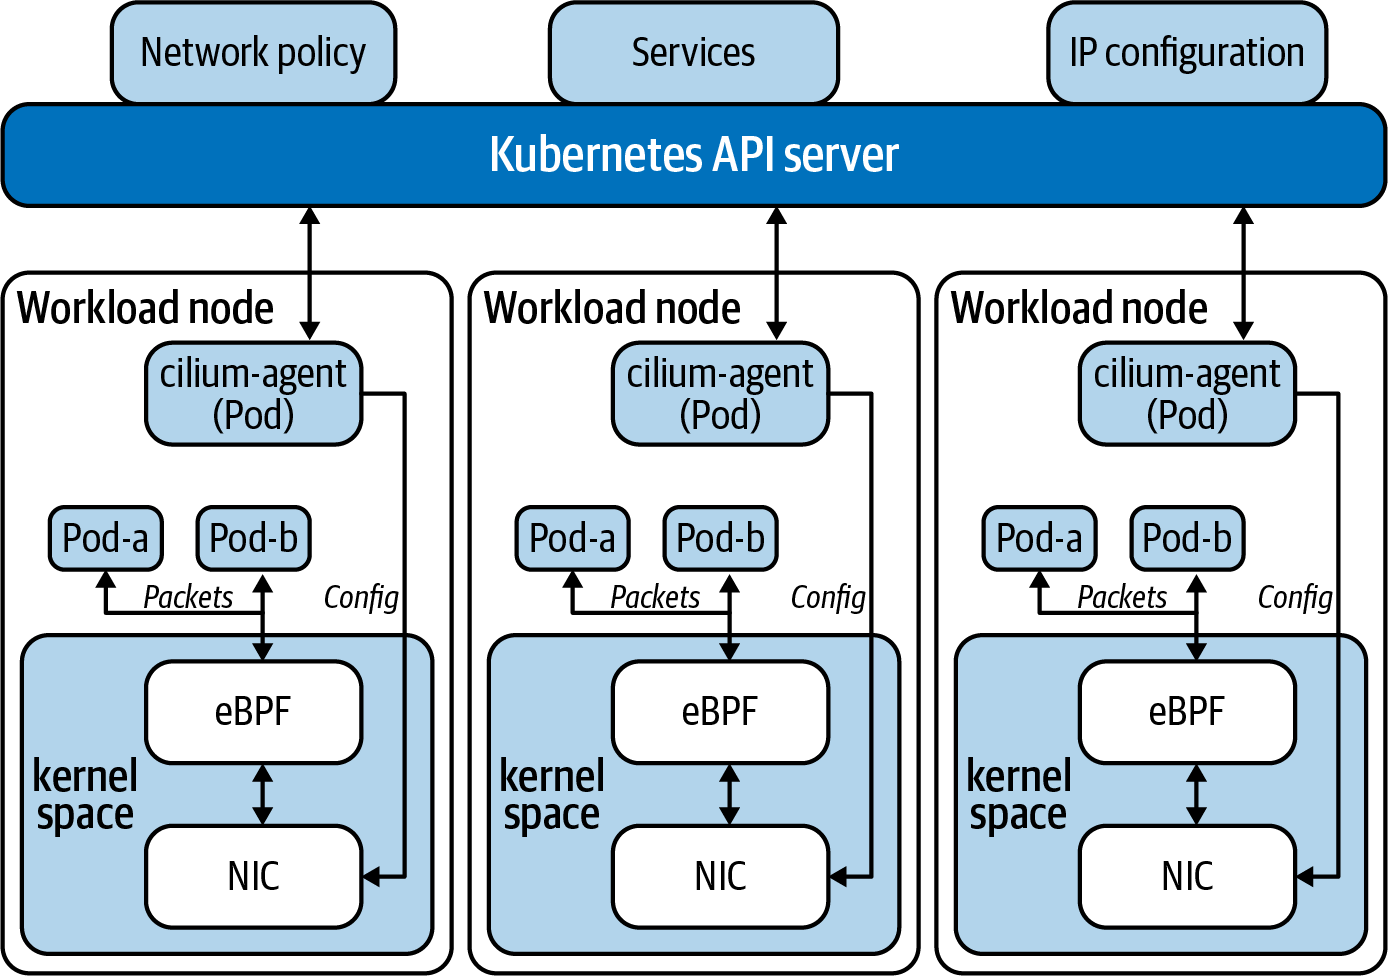 Network policy
Services
IP configuration
Kubernetes API server
Workload node
cilium-agent
(Pod)
Pod-a
Pod-b
Packets
Config
eBPF
kernel
space
NIC
Workload node
cilium-agent
(Pod)
Pod-a
Pod-b
Packets
Config
eBPF
kernel
space
NIC
Workload node
cilium-agent
(Pod)
Pod-a
Pod-b
Packets
Config
eBPF
kernel
space
NIC